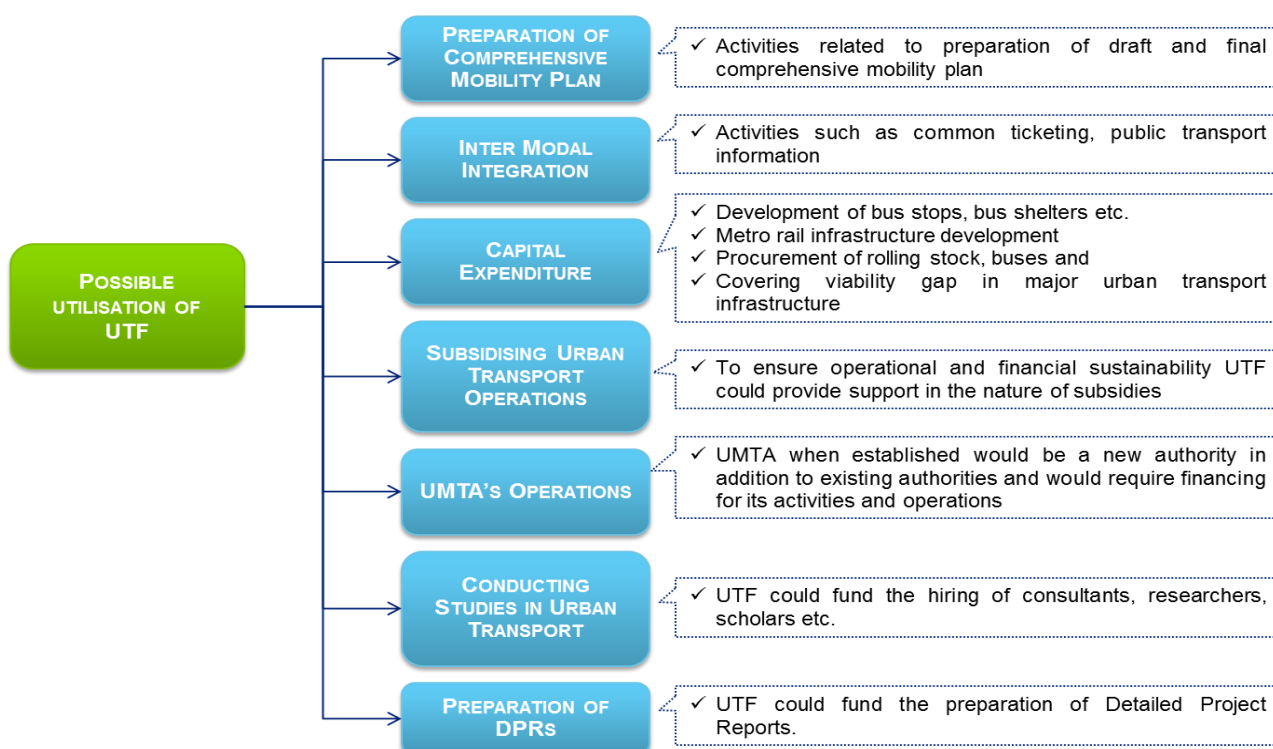 POSSIBLE
UTILISATION OF
UTF
PREPARATION OF
COMPREHENSIVE
MOBILITY PLAN
✓ Activities related to preparation of draft and final
comprehensive mobility plan
INTER MODAL
INTEGRATION
✓ Activities such as common ticketing, public transport
information
CAPITAL
EXPENDITURE
✓ Development of bus stops, bus shelters etc.
✓ Metro rail infrastructure development
✓ Procurement of rolling stock, buses and
✓ Covering viability gap in major urban transport
infrastructure
SUBSIDISING URBAN
TRANSPORT
OPERATIONS
✓ To ensure operational and financial sustainability UTF
could provide support in the nature of subsidies
UMTA'S OPERATIONS
✓ UMTA when established would be a new authority in
addition to existing authorities and would require financing
for its activities and operations
CONDUCTING
STUDIES IN URBAN
TRANSPORT
✓ UTF could fund the hiring of consultants, researchers,
scholars etc.
PREPARATION OF
DPRS
✓ UTF could fund the preparation of Detailed Project
Reports.